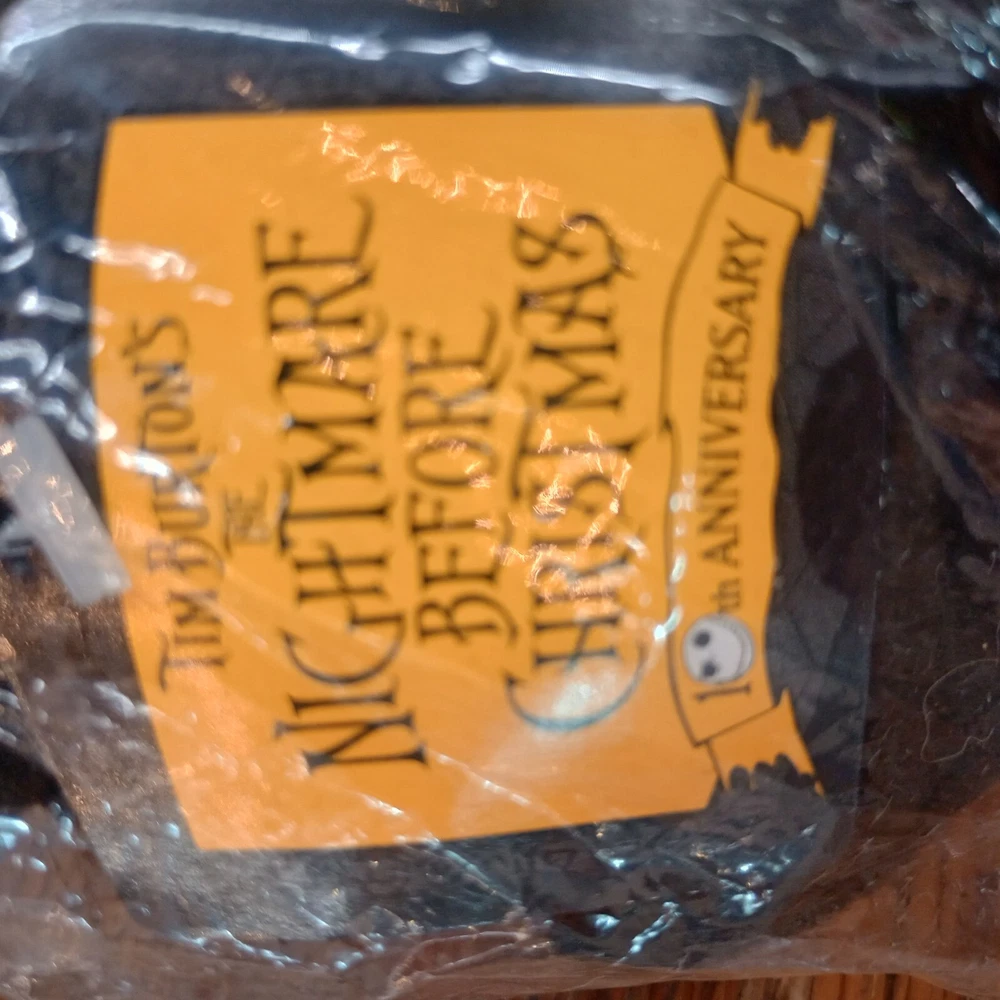 TIM BURTON'S
THE
NIGHTMARE
BEFORE
CHRISTMAS
10th ANNIVERSARY